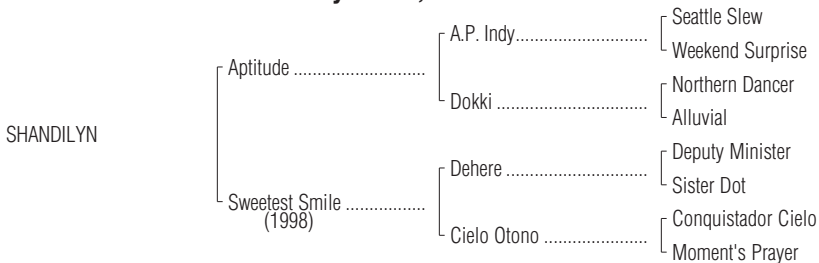 Seattle Slew
A.P. Indy
Weekend Surprise
Aptitude
Northern Dancer
Dokki
Alluvial
SHANDILYN
Deputy Minister
Dehere
Sister Dot
Sweetest Smile
(1998)
Conquistador Cielo
Cielo Otono
Moment's Prayer